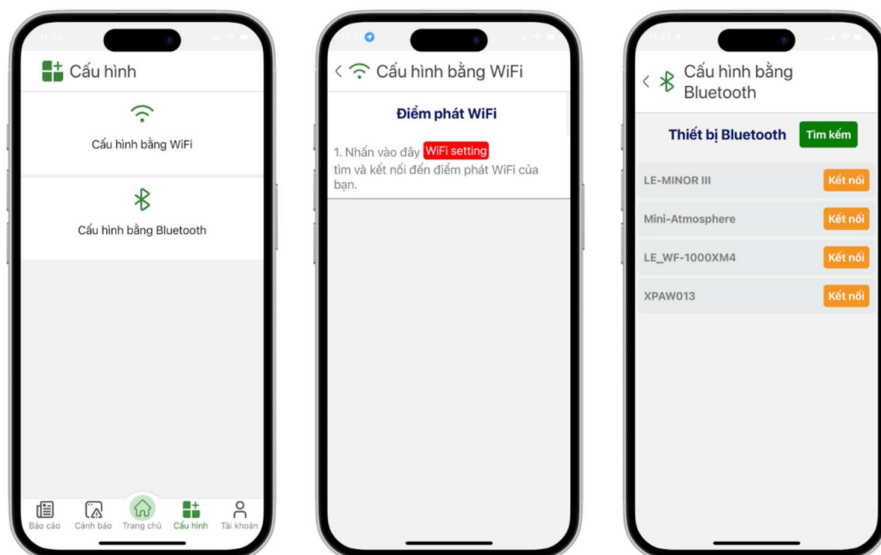 Cấu hình
Cấu hình bằng WiFi
Cấu hình bằng Bluetooth
Báo cáo
Cảnh báo
Trang chủ
Cấu hình
Tài khoản
Cấu hình bằng WiFi
Điểm phát WiFi
1. Nhấn vào đây WiFi setting
tìm và kết nối đến điểm phát WiFi của
bạn.
Cấu hình bằng
Bluetooth
Thiết bị Bluetooth Tìm kếm
LE-MINOR III Kết nối
Mini-Atmosphere Kết nối
LE_WF-1000XM4 Kết nối
XPAW013 Kết nối